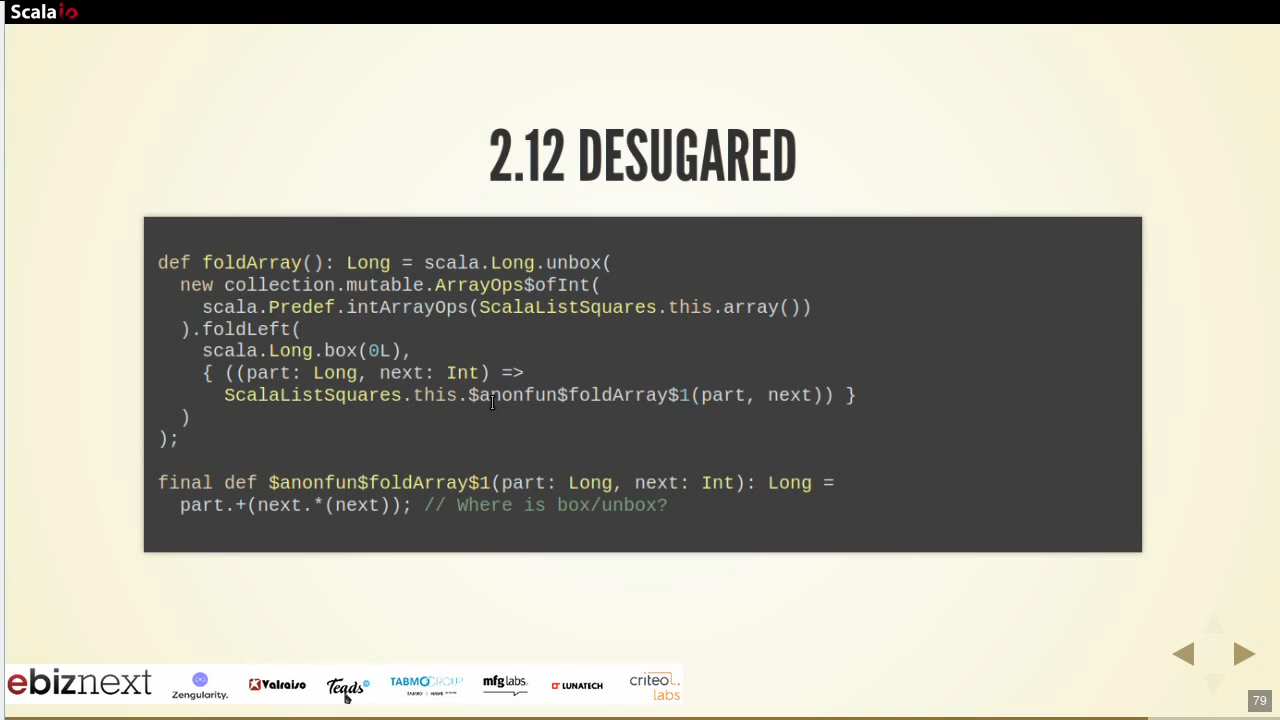 Scala io
2.12 DESUGARED
def foldArray(): Long = scala.Long.unbox(
  new collection.mutable.ArrayOps$ofInt(
    scala.Predef.intArrayOps(ScalaListSquares.this.array())
  ).foldLeft(
    scala.Long.box(0L),
    { ((part: Long, next: Int) =>
      ScalaListSquares.this.$anonfun$foldArray$1(part, next)) }
  )
);
final def $anonfun$foldArray$1(part: Long, next: Int): Long =
  part.+(next.*(next)); // Where is box/unbox?
ebiznext Zengularity. Valraiso Teads TABMO GROUP mfg labs. LUNATECH criteo. labs
79